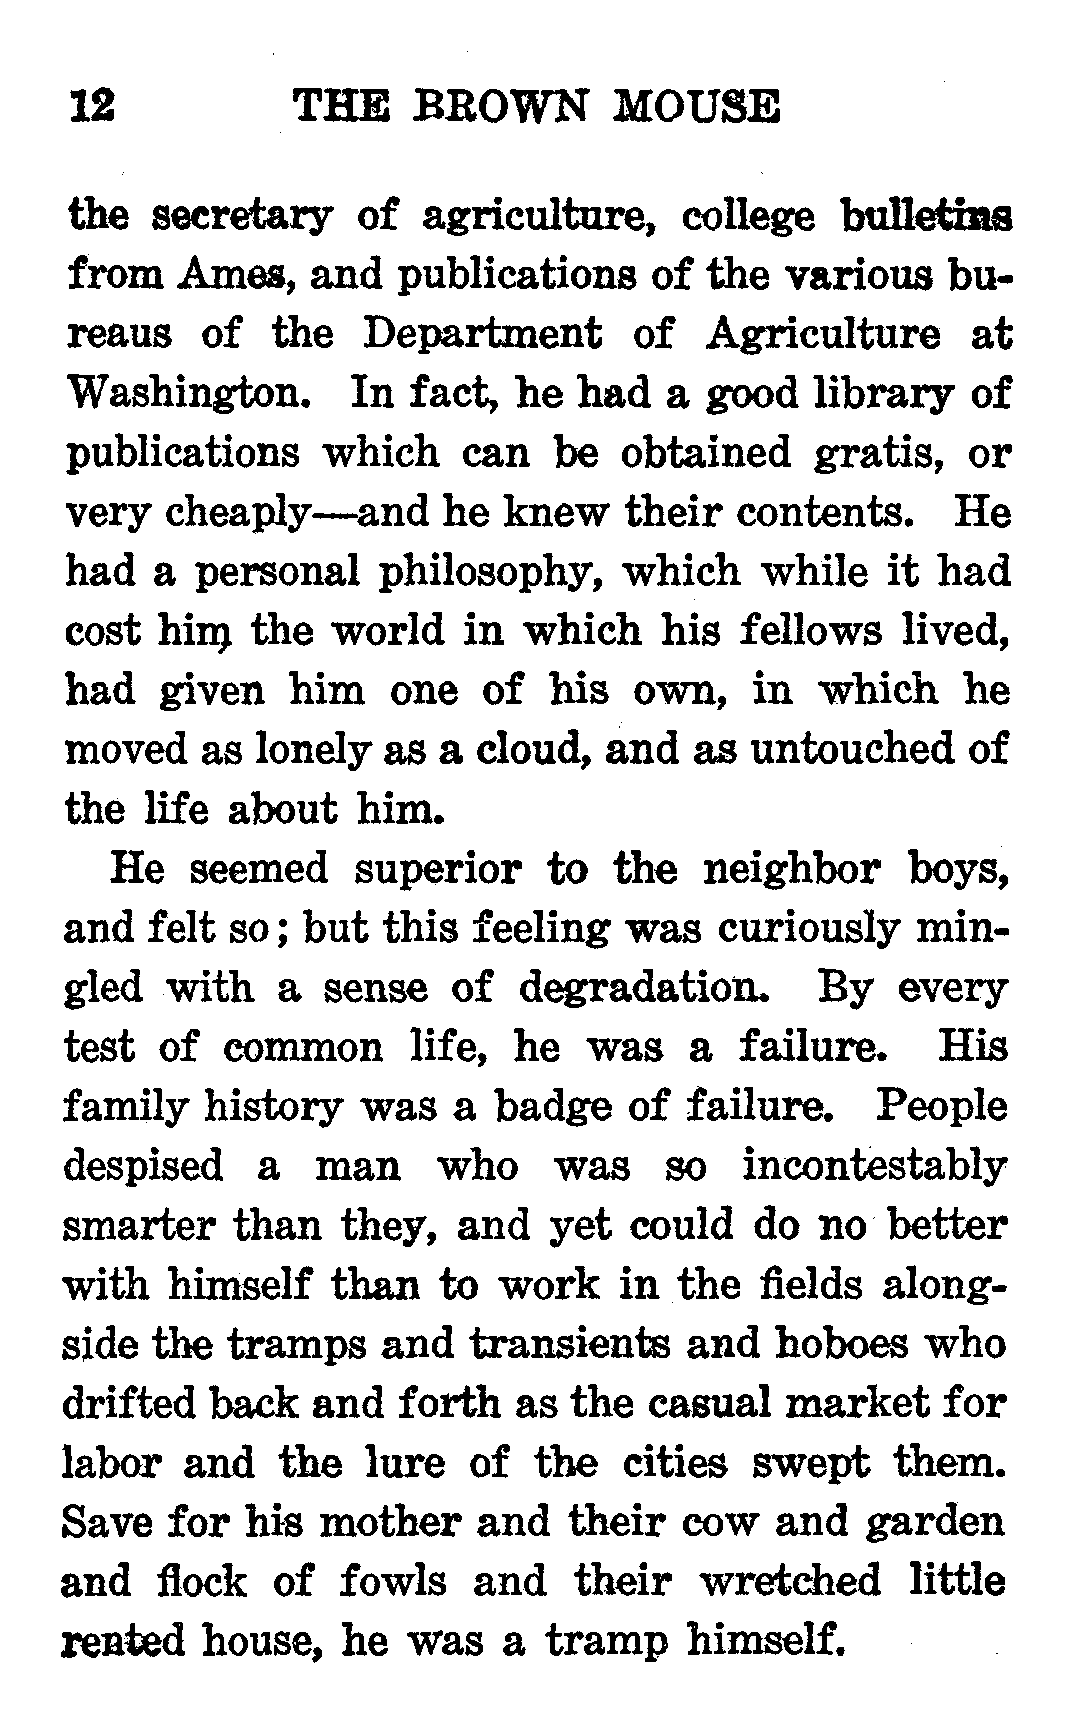 12 THE BROWN MOUSE
the secretary of agriculture, college bulletins
from Ames, and publications of the various bu-
reaus of the Department of Agriculture at
Washington. In fact, he had a good library of
publications which can be obtained gratis, or
very cheaply—and he knew their contents. He
had a personal philosophy, which while it had
cost him the world in which his fellows lived,
had given him one of his own, in which he
moved as lonely as a cloud, and as untouched of
the life about him.
He seemed superior to the neighbor boys,
and felt so; but this feeling was curiously min-
gled with a sense of degradation. By every
test of common life, he was a failure. His
family history was a badge of failure. People
despised a man who was so incontestably
smarter than they, and yet could do no better
with himself than to work in the fields along-
side the tramps and transients and hoboes who
drifted back and forth as the casual market for
labor and the lure of the cities swept them.
Save for his mother and their cow and garden
and flock of fowls and their wretched little
rented house, he was a tramp himself.